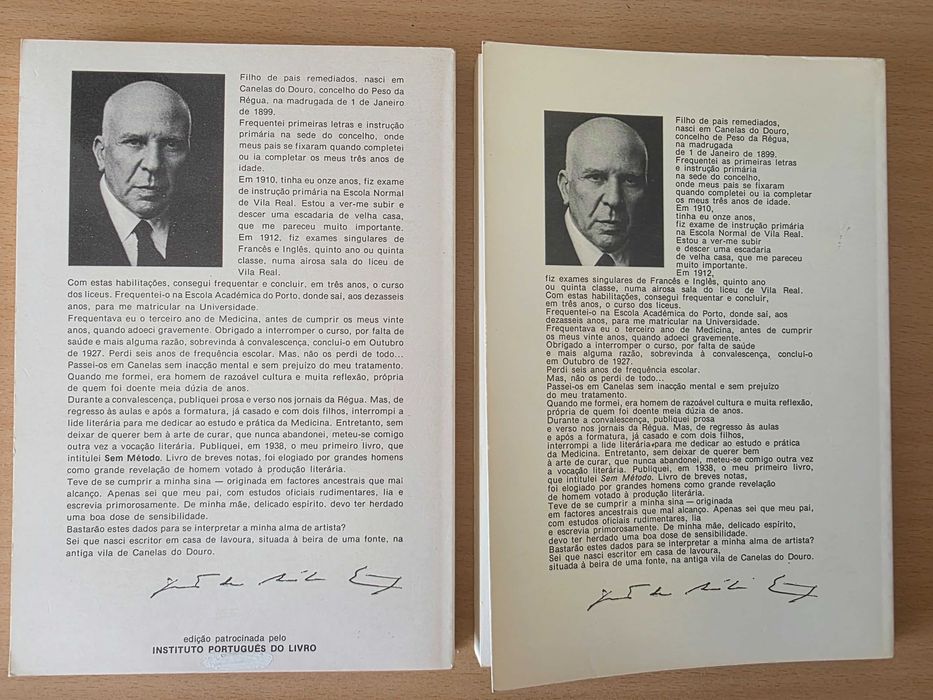 Filho de pais remediados, nasci em
Canelas do Douro, concelho do Peso da
Régua, na madrugada de 1 de Janeiro
de 1899.
Frequentei primeiras letras e instrução
primária na sede do concelho, onde
meus pais se fixaram quando completei
ou ia completar os meus três anos de
idade.
Em 1910, tinha eu onze anos, fiz exame
de instrução primária na Escola Normal
de Vila Real. Estou a ver-me subir e
descer uma escadaria de velha casa,
que me pareceu muito importante.
Em 1912, fiz exames singulares de
Francês e Inglês, quinto ano ou quinta
classe, numa airosa sala do liceu de
Vila Real.
Com estas habilitações, consegui frequentar e concluir, em três anos, o curso
dos liceus. Frequentei-o na Escola Académica do Porto, donde saí, aos dezasseis
anos, para me matricular na Universidade.
Frequentava eu o terceiro ano de Medicina, antes de cumprir os meus vinte
anos, quando adoeci gravemente. Obrigado a interromper o curso, por falta de
saúde e mais alguma razão, sobrevinda à convalescença, concluí-o em Outubro
de 1927. Perdi seis anos de frequência escolar. Mas, não os perdi de todo...
Passei-os em Canelas sem inacção mental e sem prejuízo do meu tratamento.
Quando me formei, era homem de razoável cultura e muita reflexão, própria
de quem foi doente meia dúzia de anos.
Durante a convalescença, publiquei prosa e verso nos jornais da Régua. Mas, de
regresso às aulas e após a formatura, já casado e com dois filhos, interrompi a
lide literária para me dedicar ao estudo e prática da Medicina. Entretanto, sem
deixar de querer bem à arte de curar, que nunca abandonei, meteu-se comigo
outra vez a vocação literária. Publiquei, em 1938, o meu primeiro livro, que
intitulei Sem Método. Livro de breves notas, foi elogiado por grandes homens
como grande revelação de homem votado à produção literária.
Teve de se cumprir a minha sina — originada em factores ancestrais que mal
alcanço. Apenas sei que meu pai, com estudos oficiais rudimentares, lia e
escrevia primorosamente. De minha mãe, delicado espírito. devo ter herdado
uma boa dose de sensibilidade.
Bastarão estes dados para se interpretar a minha alma de artista?
Sei que nasci escritor em casa de lavoura, situada à beira de uma fonte, na
antiga vila de Canelas do Douro.
edição patrocinada pelo
INSTITUTO PORTUGUÊS DO LIVRO
Filho de pais remediados,
nasci em Canelas do Douro,
concelho de Peso da Régua,
na madrugada
de 1 de Janeiro de 1899.
Frequentei as primeiras letras
e instrução primária
na sede do concelho,
onde meus pais se fixaram
quando completei ou ia completar
os meus três anos de idade.
Em 1910,
tinha eu onze anos,
fiz exame de instrução primária
na Escola Normal de Vila Real.
Estou a ver-me subir
e descer uma escadaria
de velha casa, que me pareceu
muito importante.
Em 1912,
fiz exames singulares de Francês e Inglês, quinto ano
ou quinta classe, numa airosa sala do liceu de Vila Real.
Com estas habilitações, consegui frequentar e concluir,
em três anos, o curso dos liceus.
Frequentei-o na Escola Académica do Porto, donde saí, aos
dezasseis anos, para me matricular na Universidade.
Frequentava eu o terceiro ano de Medicina, antes de cumprir
os meus vinte anos, quando adoeci gravemente.
Obrigado a interromper o curso, por falta de saúde
e mais alguma razão, sobrevinda à convalescença, concluí-o
em Outubro de 1927.
Perdi seis anos de frequência escolar.
Mas, não os perdi de todo...
Passei-os em Canelas sem inacção mental e sem prejuízo
do meu tratamento.
Quando me formei, era homem de razoável cultura e muita reflexão,
própria de quem foi doente meia dúzia de anos.
Durante a convalescença, publiquei prosa
e verso nos jornais da Régua. Mas, de regresso às aulas
e após a formatura, já casado e com dois filhos,
interrompi a lide literária para me dedicar ao estudo e prática
da Medicina. Entretanto, sem deixar de querer bem
à arte de curar, que nunca abandonei, meteu-se comigo outra vez
a vocação literária. Publiquei, em 1938, o meu primeiro livro,
que intitulei Sem Método. Livro de breves notas,
foi elogiado por grandes homens como grande revelação
de homem votado à produção literária.
Teve de se cumprir a minha sina — originada
em factores ancestrais que mal alcanço. Apenas sei que meu pai,
com estudos oficiais rudimentares, lia
e escrevia primorosamente. De minha mãe, delicado espírito,
devo ter herdado uma boa dose de sensibilidade.
Bastarão estes dados para se interpretar a minha alma de artista?
Sei que nasci escritor em casa de lavoura,
situada à beira de uma fonte, na antiga vila de Canelas do Douro.